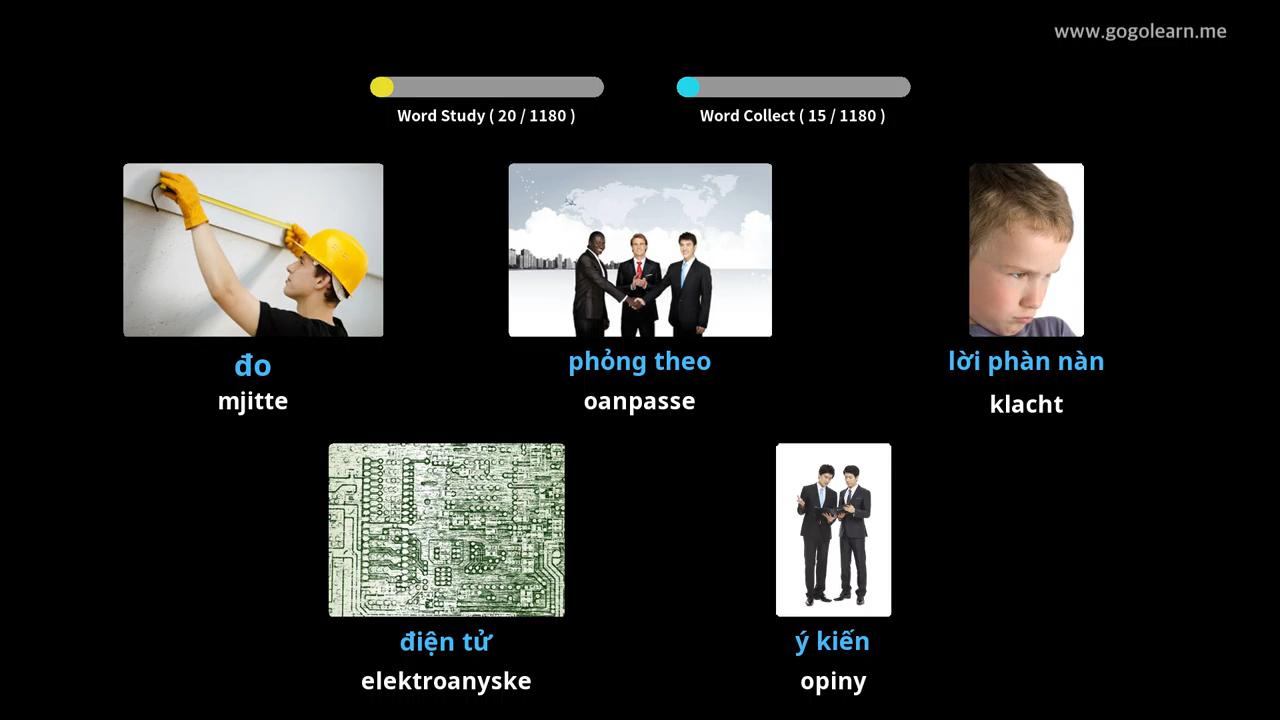 www.gogolearn.me
Word Study ( 20 / 1180 )
Word Collect ( 15 / 1180 )
đo
mjitte
phỏng theo
oanpasse
lời phàn nàn
klacht
điện tử
elektroanyske
ý kiến
opiny